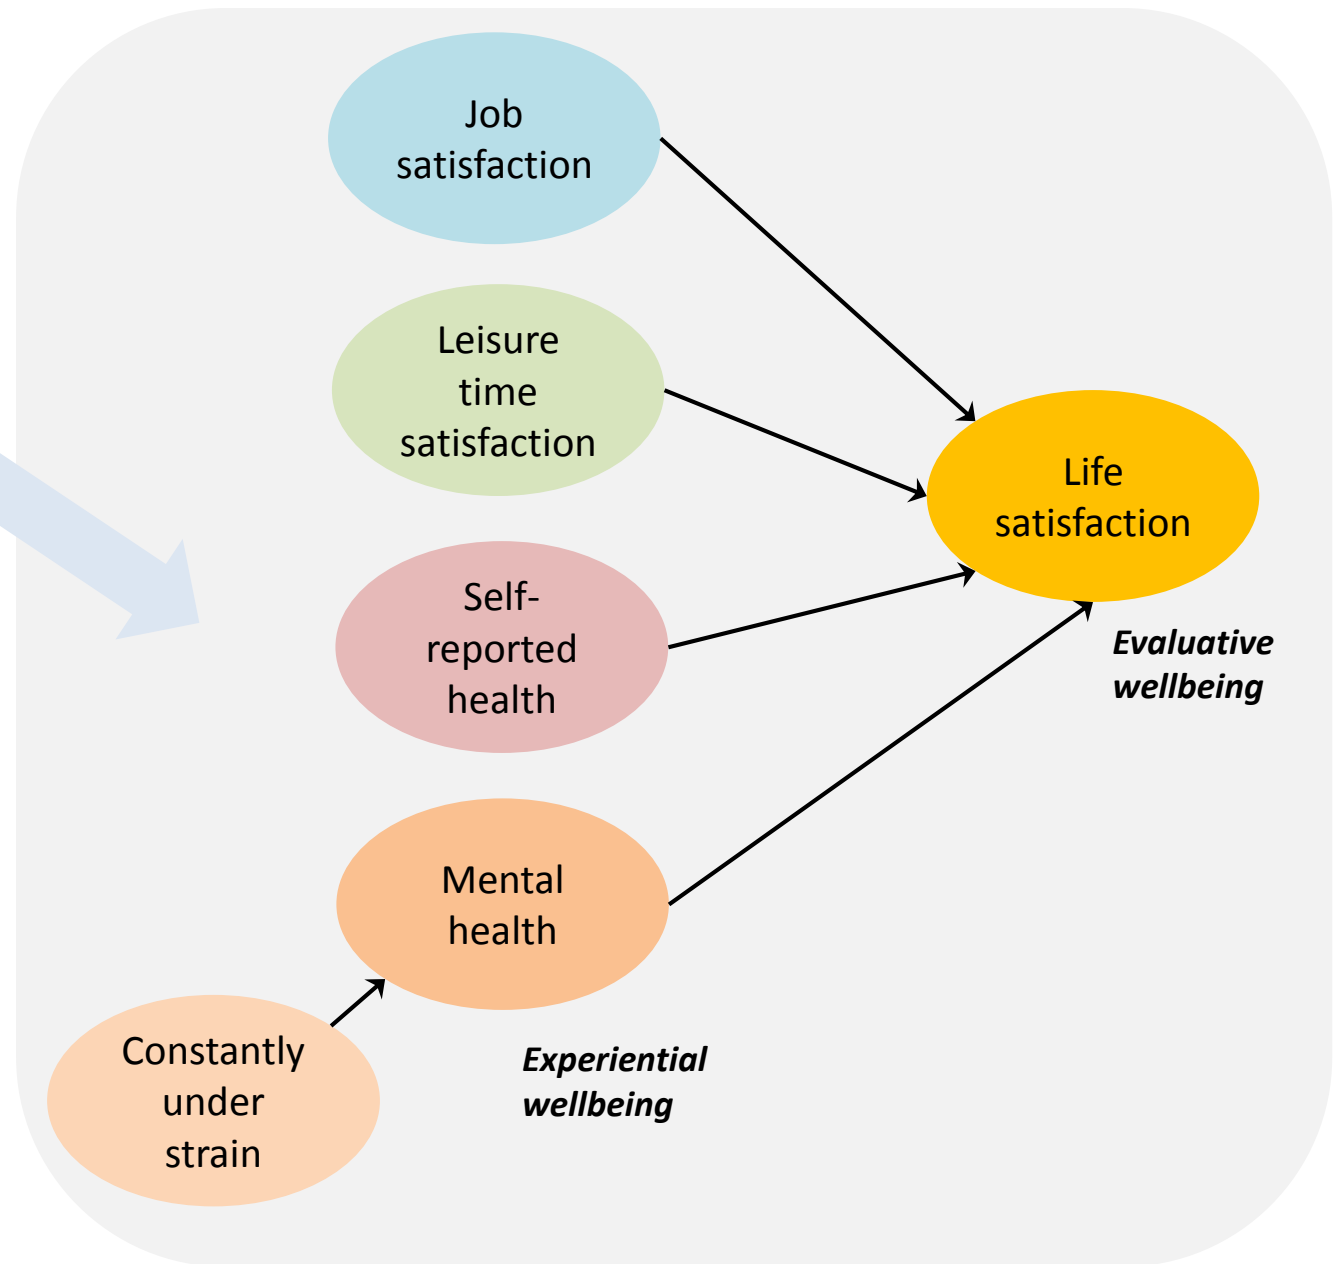 Job
satisfaction
Leisure
time
satisfaction
Life
satisfaction
Self-
reported
health
Evaluative
wellbeing
Mental
health
Constantly
under
strain
Experiential
wellbeing